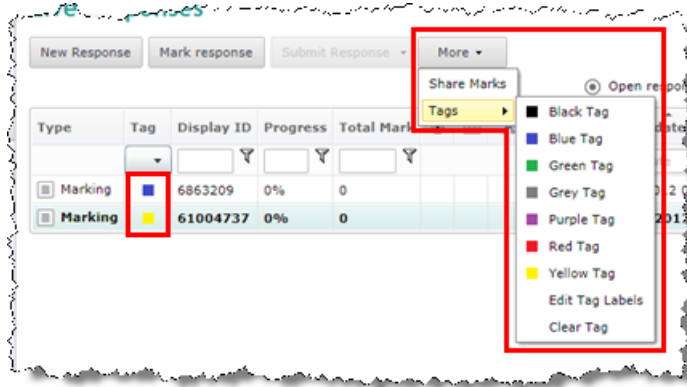 New Response Mark response Submit Response More
Share Marks
Open respon
Tags
Black Tag
Type Tag Display ID Progress Total Mark
Blue Tag
Green Tag
Marking 6863209 0% 0
Grey Tag
Marking 61004737 0% 0
Purple Tag
Red Tag
Yellow Tag
Edit Tag Labels
Clear Tag